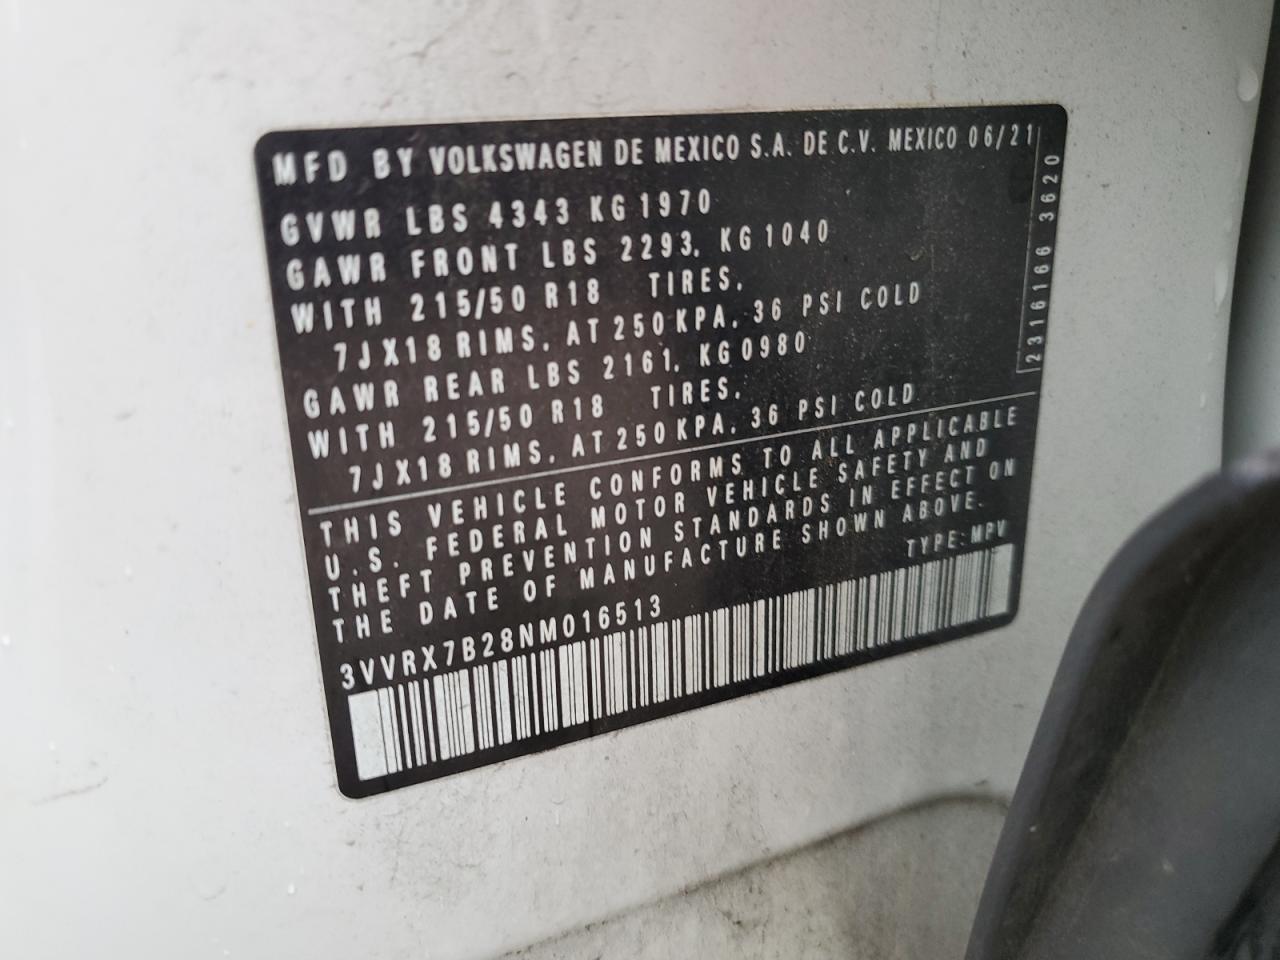 MFD BY VOLKSWAGEN DE MEXICO S.A. DE C.V. MEXICO 06/21
GVWR LBS 4343 KG 1970
GAWR FRONT LBS 2293, KG 1040
WITH 215/50 R18 TIRES,
7JX18 RIMS, AT 250 KPA, 36 PSI COLD
GAWR REAR LBS 2161, KG 0980
WITH 215/50 R18 TIRES,
7JX18 RIMS, AT 250 KPA, 36 PSI COLD
2316166 3620
THIS VEHICLE CONFORMS TO ALL APPLICABLE
U.S. FEDERAL MOTOR VEHICLE SAFETY AND
THEFT PREVENTION STANDARDS IN EFFECT ON
THE DATE OF MANUFACTURE SHOWN ABOVE.
TYPE:MPV
3VVRX7B28NM016513